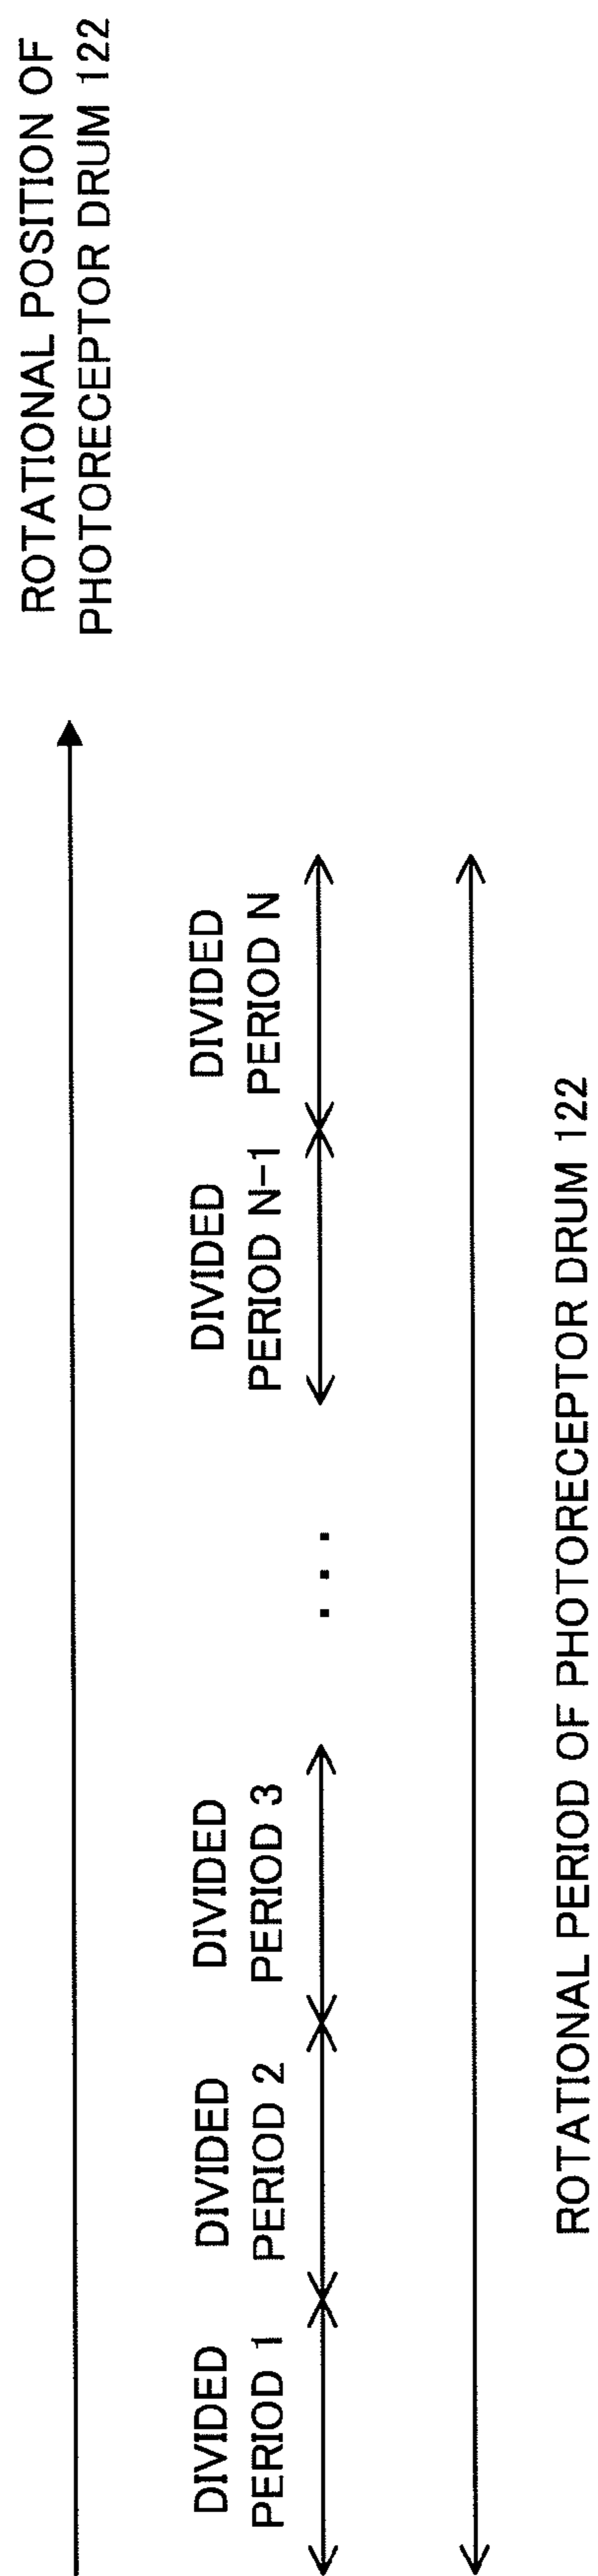 ROTATIONAL POSITION OF
PHOTORECEPTOR DRUM 122
DIVIDED
PERIOD 1
DIVIDED
PERIOD 2
DIVIDED
PERIOD 3
...
DIVIDED
PERIOD N-1
DIVIDED
PERIOD N
ROTATIONAL PERIOD OF PHOTORECEPTOR DRUM 122